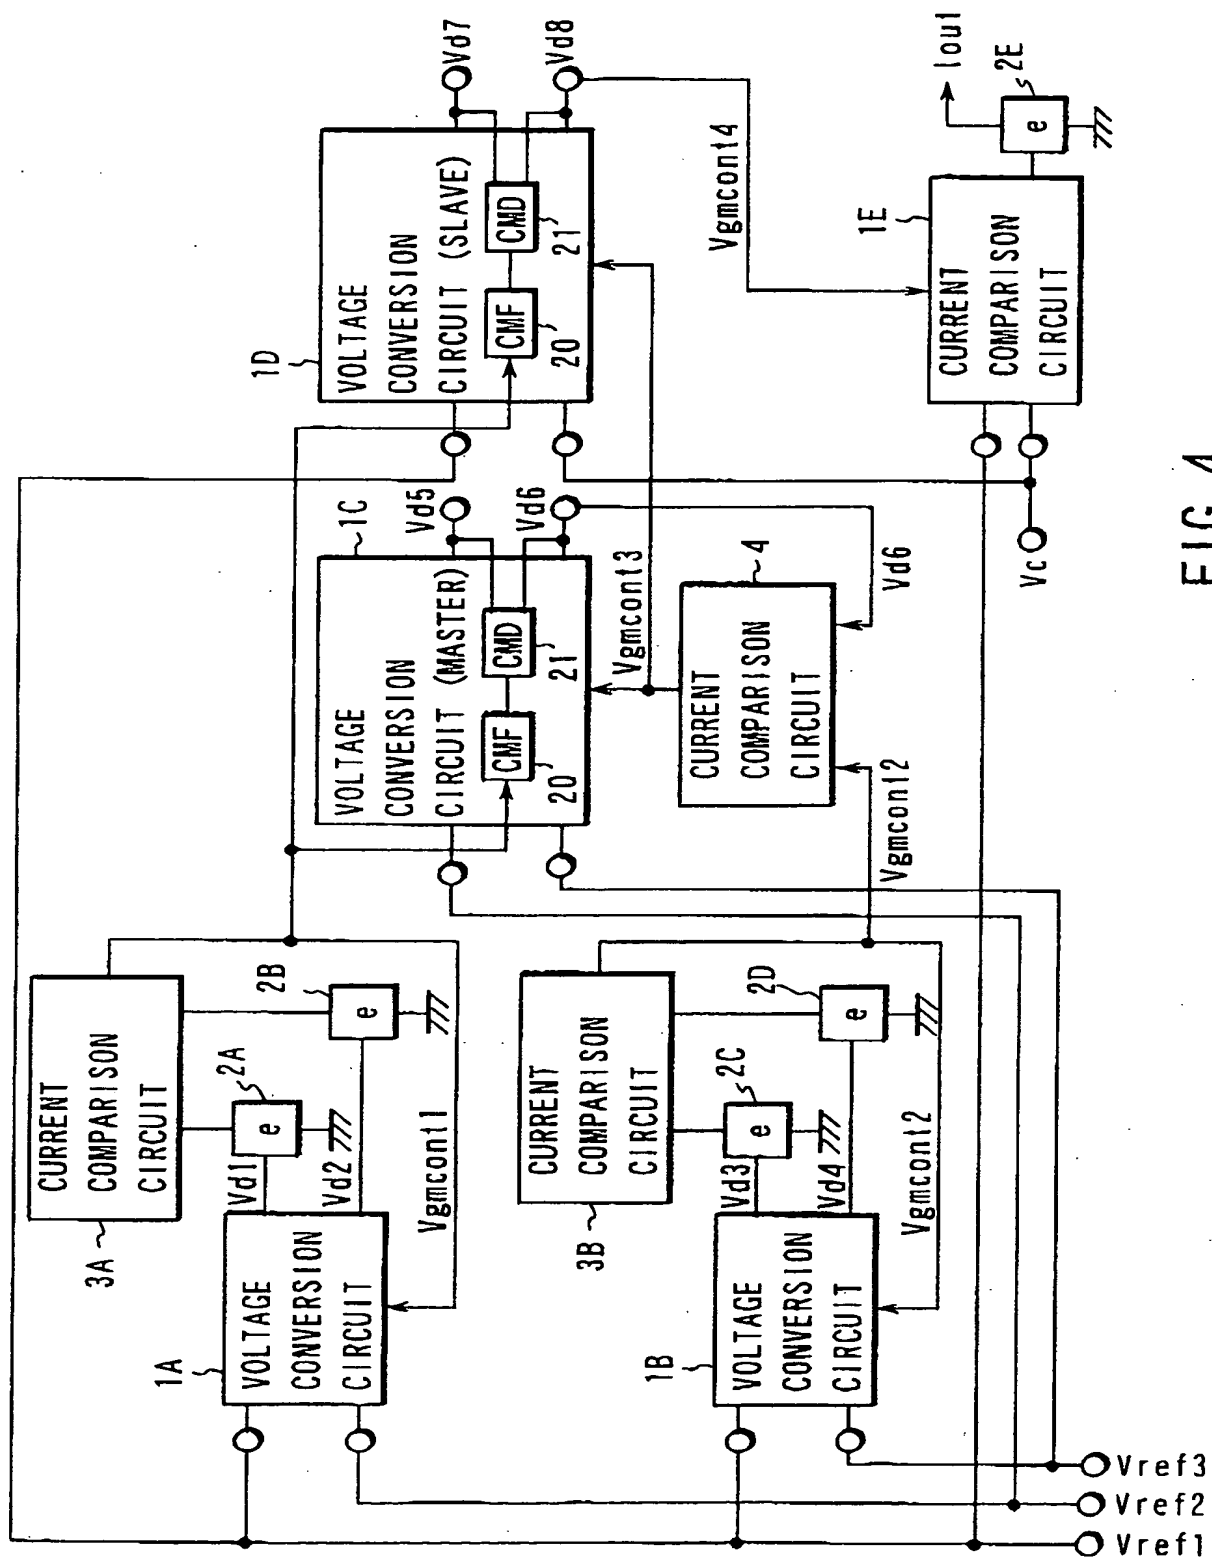 Vref1
Vref2
Vref3
1A
VOLTAGE
CONVERSION
CIRCUIT
Vd1
Vd2
3A
CURRENT
COMPARISON
CIRCUIT
e
2A
e
2B
Vgmcont1
1B
VOLTAGE
CONVERSION
CIRCUIT
Vd3
Vd4
3B
CURRENT
COMPARISON
CIRCUIT
e
2C
e
2D
Vgmcont2
Vgmcont2
1C
VOLTAGE
CONVERSION
CIRCUIT (MASTER)
CMF
CMD
20
21
Vd5
Vd6
CURRENT
COMPARISON
CIRCUIT
4
Vgmcont3
Vd6
1D
VOLTAGE
CONVERSION
CIRCUIT (SLAVE)
CMF
CMD
20
21
Vd7
Vd8
Vgmcont4
Vc
1E
CURRENT
COMPARISON
CIRCUIT
e
2E
Iout
FIG. 4